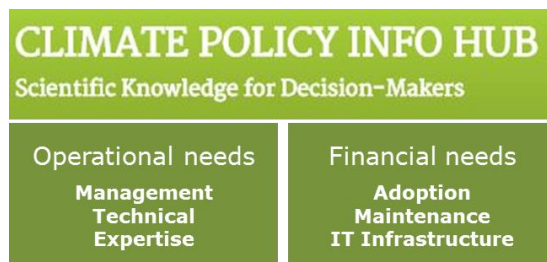 CLIMATE POLICY INFO HUB
Scientific Knowledge for Decision-Makers
Operational needs
Management
Technical
Expertise
Financial needs
Adoption
Maintenance
IT Infrastructure